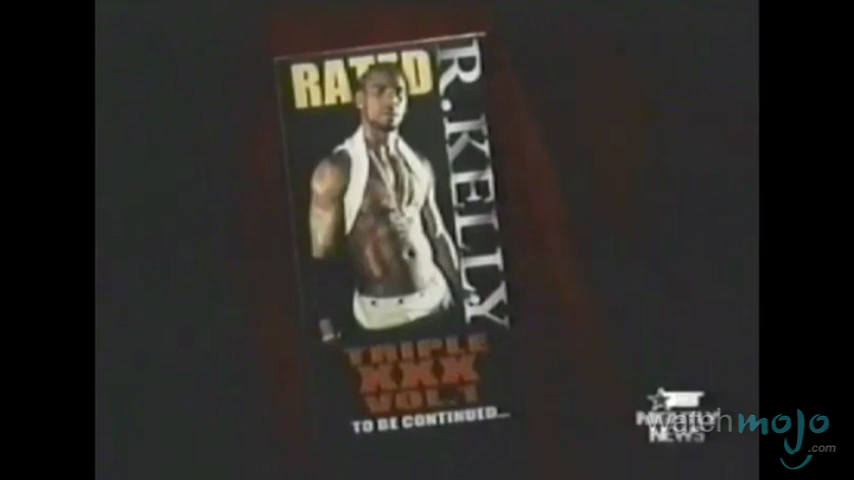 RATED
R.KELLY
TRIPLE
XXX
VOL.1
TO BE CONTINUED...
NEWS
watchmojo
.com